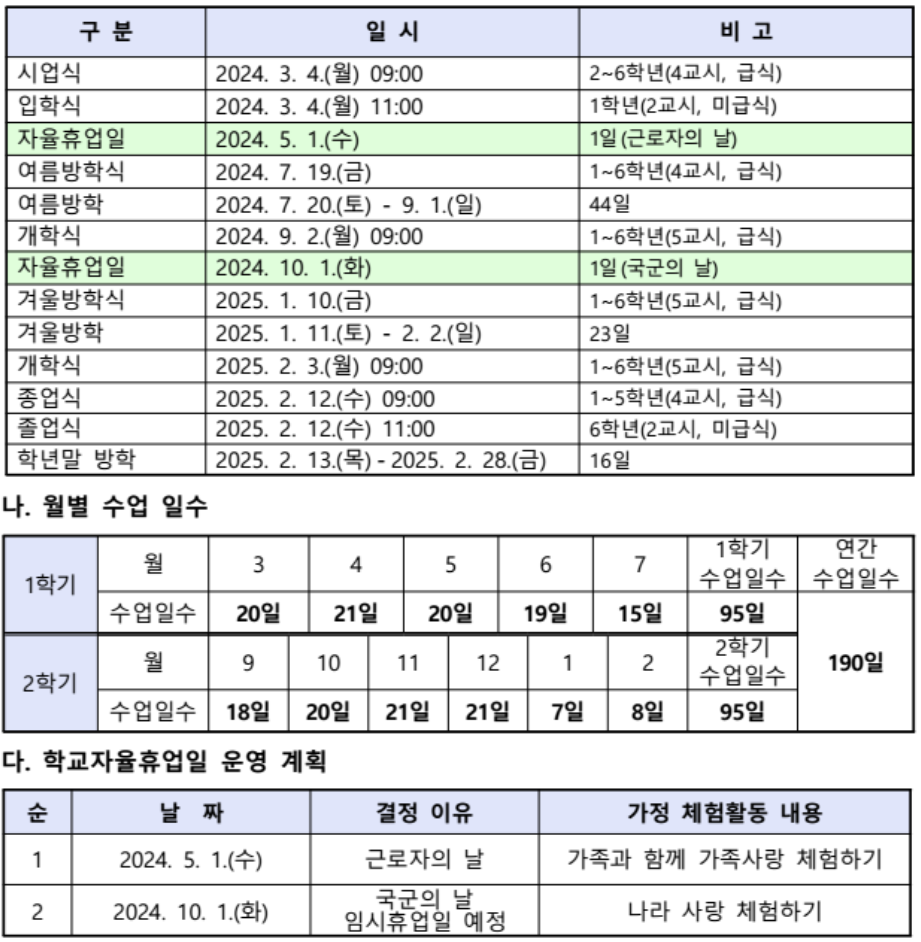 구 분 일 시 비 고
시업식 2024. 3. 4.(월) 09:00 2~6학년(4교시, 급식)
입학식 2024. 3. 4.(월) 11:00 1학년(2교시, 미급식)
자율휴업일 2024. 5. 1.(수) 1일(근로자의 날)
여름방학식 2024. 7. 19.(금) 1~6학년(4교시, 급식)
여름방학 2024. 7. 20.(토) - 9. 1.(일) 44일
개학식 2024. 9. 2.(월) 09:00 1~6학년(5교시, 급식)
자율휴업일 2024. 10. 1.(화) 1일(국군의 날)
겨울방학식 2025. 1. 10.(금) 1~6학년(5교시, 급식)
겨울방학 2025. 1. 11.(토) - 2. 2.(일) 23일
개학식 2025. 2. 3.(월) 09:00 1~6학년(5교시, 급식)
종업식 2025. 2. 12.(수) 09:00 1~5학년(4교시, 급식)
졸업식 2025. 2. 12.(수) 11:00 6학년(2교시, 미급식)
학년말 방학 2025. 2. 13.(목) - 2025. 2. 28.(금) 16일
나. 월별 수업 일수
1학기 월 3 4 5 6 7 1학기 수업일수 연간 수업일수
수업일수 20일 21일 20일 19일 15일 95일 190일
2학기 월 9 10 11 12 1 2 2학기 수업일수
수업일수 18일 20일 21일 21일 7일 8일 95일
다. 학교자율휴업일 운영 계획
순 날 짜 결정 이유 가정 체험활동 내용
1 2024. 5. 1.(수) 근로자의 날 가족과 함께 가족사랑 체험하기
2 2024. 10. 1.(화) 국군의 날 임시휴업일 예정 나라 사랑 체험하기